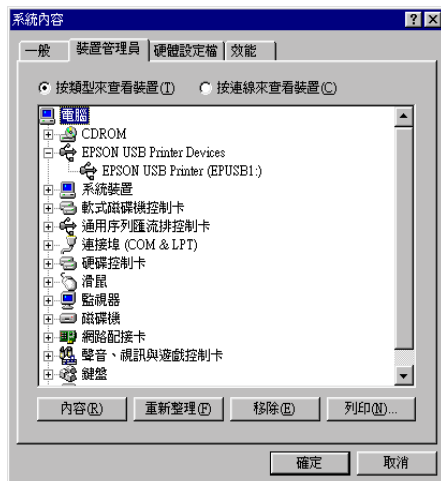 系統內容
一般 裝置管理員 硬體設定檔 效能
按類型來查看裝置(T) 按連線來查看裝置(C)
電腦
CDROM
EPSON USB Printer Devices
EPSON USB Printer (EPUSB1:)
系統裝置
軟式磁碟機控制卡
通用序列匯流排控制卡
連接埠 (COM & LPT)
硬碟控制卡
滑鼠
監視器
磁碟機
網路配接卡
聲音、視訊與遊戲控制卡
鍵盤
內容(R) 重新整理(F) 移除(E) 列印(N)...
確定 取消